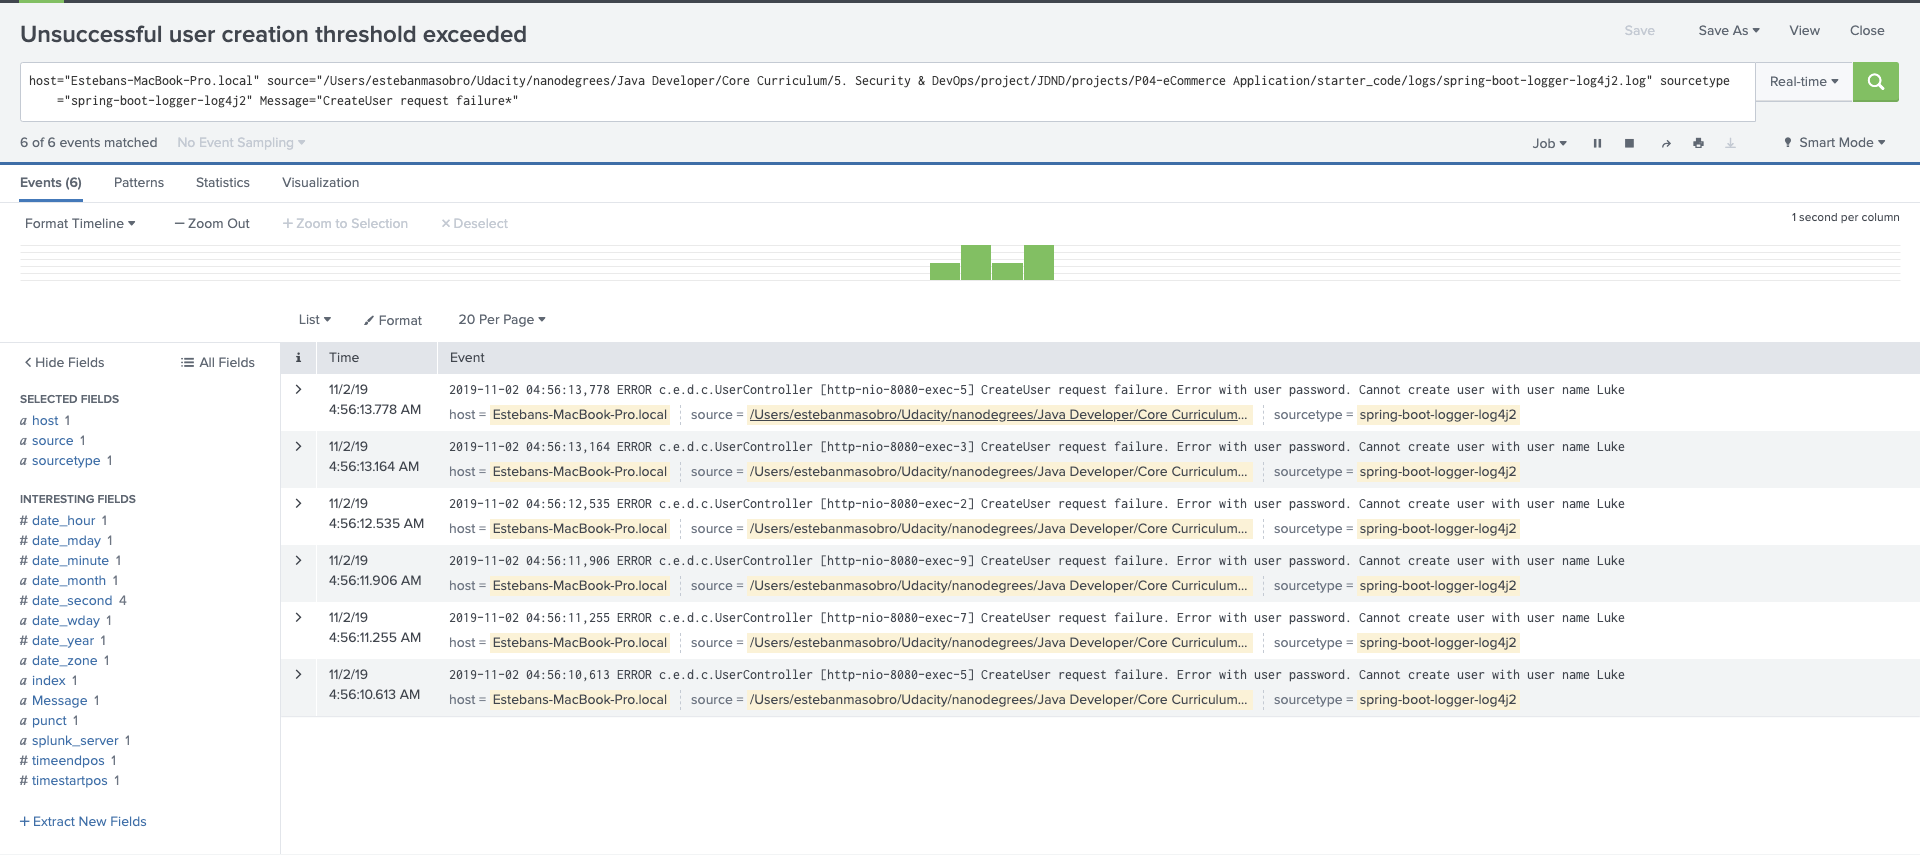 Unsuccessful user creation threshold exceeded
Save Save As View Close
host="Estebans-MacBook-Pro.local" source="/Users/estebanmasobro/Udacity/nanodegrees/Java Developer/Core Curriculum/5. Security & DevOps/project/JDND/projects/P04-eCommerce Application/starter_code/logs/spring-boot-logger-log4j2.log" sourcetype
="spring-boot-logger-log4j2" Message="CreateUser request failure*"
Real-time
6 of 6 events matched No Event Sampling
Job Smart Mode
Events (6) Patterns Statistics Visualization
Format Timeline — Zoom Out + Zoom to Selection × Deselect
1 second per column
List Format 20 Per Page
< Hide Fields All Fields
SELECTED FIELDS
a host 1
a source 1
a sourcetype 1
INTERESTING FIELDS
# date_hour 1
# date_mday 1
# date_minute 1
a date_month 1
# date_second 4
a date_wday 1
# date_year 1
a date_zone 1
a index 1
a Message 1
a punct 1
a splunk_server 1
# timeendpos 1
# timestartpos 1
+ Extract New Fields
i Time Event
> 11/2/19
4:56:13.778 AM
2019-11-02 04:56:13,778 ERROR c.e.d.c.UserController [http-nio-8080-exec-5] CreateUser request failure. Error with user password. Cannot create user with user name Luke
host = Estebans-MacBook-Pro.local source = /Users/estebanmasobro/Udacity/nanodegrees/Java Developer/Core Curriculum... sourcetype = spring-boot-logger-log4j2
> 11/2/19
4:56:13.164 AM
2019-11-02 04:56:13,164 ERROR c.e.d.c.UserController [http-nio-8080-exec-3] CreateUser request failure. Error with user password. Cannot create user with user name Luke
host = Estebans-MacBook-Pro.local source = /Users/estebanmasobro/Udacity/nanodegrees/Java Developer/Core Curriculum... sourcetype = spring-boot-logger-log4j2
> 11/2/19
4:56:12.535 AM
2019-11-02 04:56:12,535 ERROR c.e.d.c.UserController [http-nio-8080-exec-2] CreateUser request failure. Error with user password. Cannot create user with user name Luke
host = Estebans-MacBook-Pro.local source = /Users/estebanmasobro/Udacity/nanodegrees/Java Developer/Core Curriculum... sourcetype = spring-boot-logger-log4j2
> 11/2/19
4:56:11.906 AM
2019-11-02 04:56:11,906 ERROR c.e.d.c.UserController [http-nio-8080-exec-9] CreateUser request failure. Error with user password. Cannot create user with user name Luke
host = Estebans-MacBook-Pro.local source = /Users/estebanmasobro/Udacity/nanodegrees/Java Developer/Core Curriculum... sourcetype = spring-boot-logger-log4j2
> 11/2/19
4:56:11.255 AM
2019-11-02 04:56:11,255 ERROR c.e.d.c.UserController [http-nio-8080-exec-7] CreateUser request failure. Error with user password. Cannot create user with user name Luke
host = Estebans-MacBook-Pro.local source = /Users/estebanmasobro/Udacity/nanodegrees/Java Developer/Core Curriculum... sourcetype = spring-boot-logger-log4j2
> 11/2/19
4:56:10.613 AM
2019-11-02 04:56:10,613 ERROR c.e.d.c.UserController [http-nio-8080-exec-5] CreateUser request failure. Error with user password. Cannot create user with user name Luke
host = Estebans-MacBook-Pro.local source = /Users/estebanmasobro/Udacity/nanodegrees/Java Developer/Core Curriculum... sourcetype = spring-boot-logger-log4j2